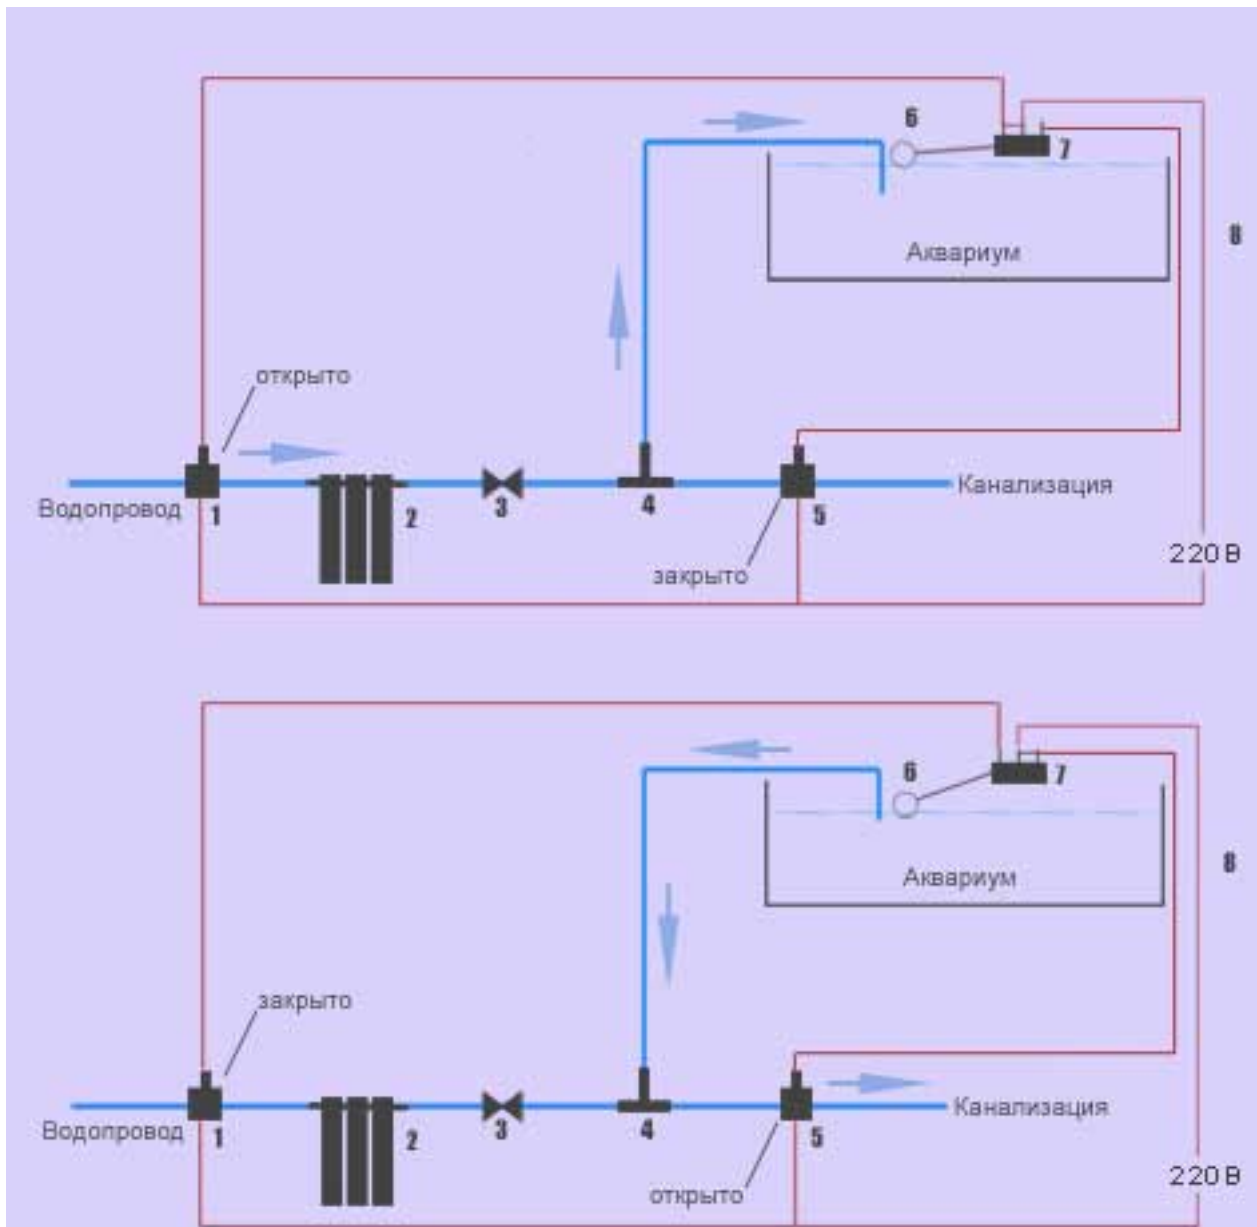 6
7
8
Аквариум
открыто
Водопровод
1
2
3
4
5
Канализация
закрыто
220 В
6
7
8
Аквариум
закрыто
Водопровод
1
2
3
4
5
Канализация
открыто
220 В